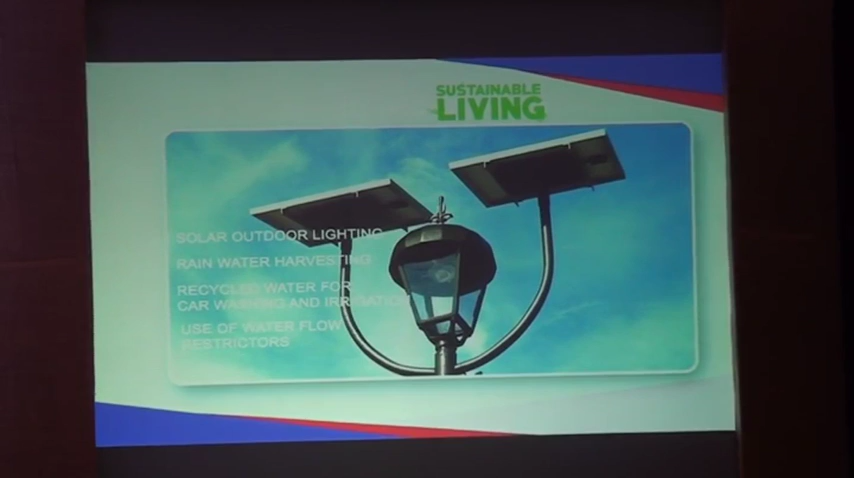 SUSTAINABLE
LIVING
SOLAR OUTDOOR LIGHTING
RAIN WATER HARVESTING
RECYCLED WATER FOR
CAR WASHING AND IRRIGATION
USE OF WATER FLOW
RESTRICTORS